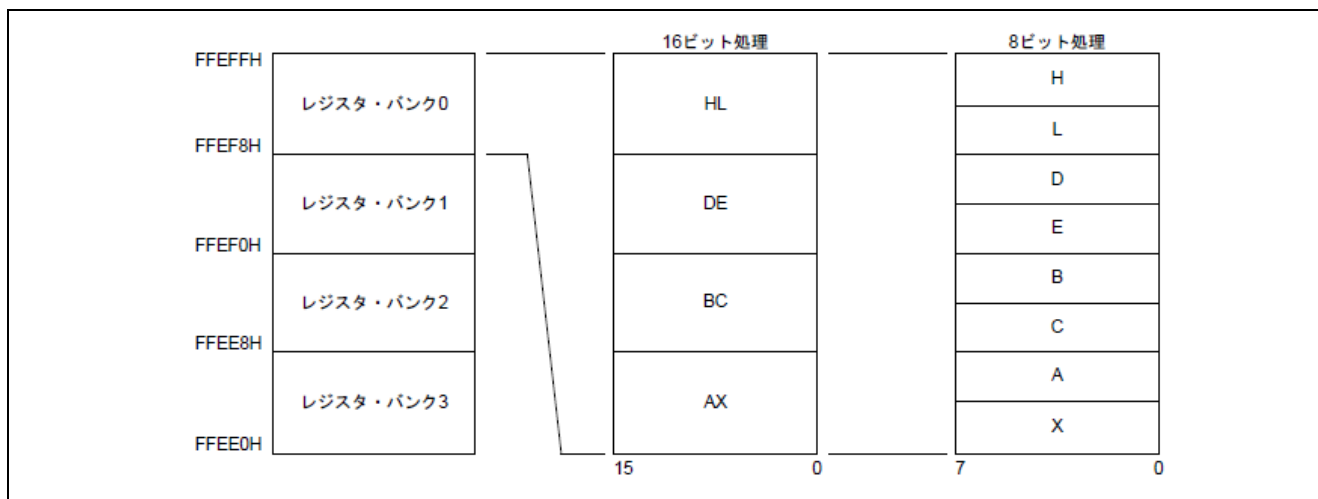 16ビット処理
8ビット処理
FFEFFH
レジスタ・バンク0
HL
H
L
FFEF8H
レジスタ・バンク1
DE
D
E
FFEF0H
レジスタ・バンク2
BC
B
C
FFEE8H
レジスタ・バンク3
AX
A
X
FFEE0H
15
0
7
0